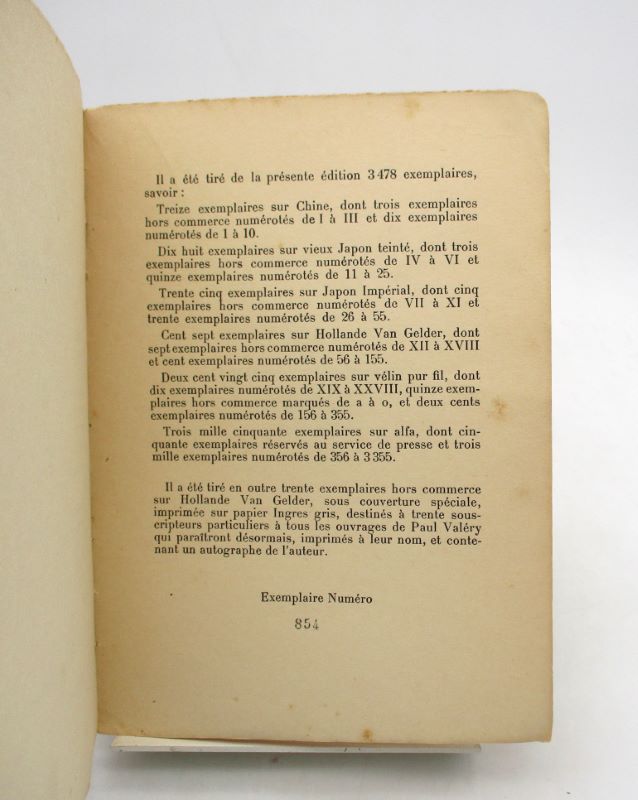 Il a été tiré de la présente édition 3 478 exemplaires,
savoir :
Treize exemplaires sur Chine, dont trois exemplaires
hors commerce numérotés de I à III et dix exemplaires
numérotés de 1 à 10.
Dix huit exemplaires sur vieux Japon teinté, dont trois
exemplaires hors commerce numérotés de IV à VI et
quinze exemplaires numérotés de 11 à 25.
Trente cinq exemplaires sur Japon Impérial, dont cinq
exemplaires hors commerce numérotés de VII à XI et
trente exemplaires numérotés de 26 à 55.
Cent sept exemplaires sur Hollande Van Gelder, dont
sept exemplaires hors commerce numérotés de XII à XVIII
et cent exemplaires numérotés de 56 à 155.
Deux cent vingt cinq exemplaires sur vélin pur fil, dont
dix exemplaires numérotés de XIX à XXVIII, quinze exem-
plaires hors commerce marqués de a à o, et deux cents
exemplaires numérotés de 156 à 355.
Trois mille cinquante exemplaires sur alfa, dont cin-
quante exemplaires réservés au service de presse et trois
mille exemplaires numérotés de 356 à 3 355.
Il a été tiré en outre trente exemplaires hors commerce
sur Hollande Van Gelder, sous couverture spéciale,
imprimée sur papier Ingres gris, destinés à trente sous-
cripteurs particuliers à tous les ouvrages de Paul Valéry
qui paraîtront désormais, imprimés à leur nom, et conte-
nant un autographe de l'auteur.
Exemplaire Numéro
854